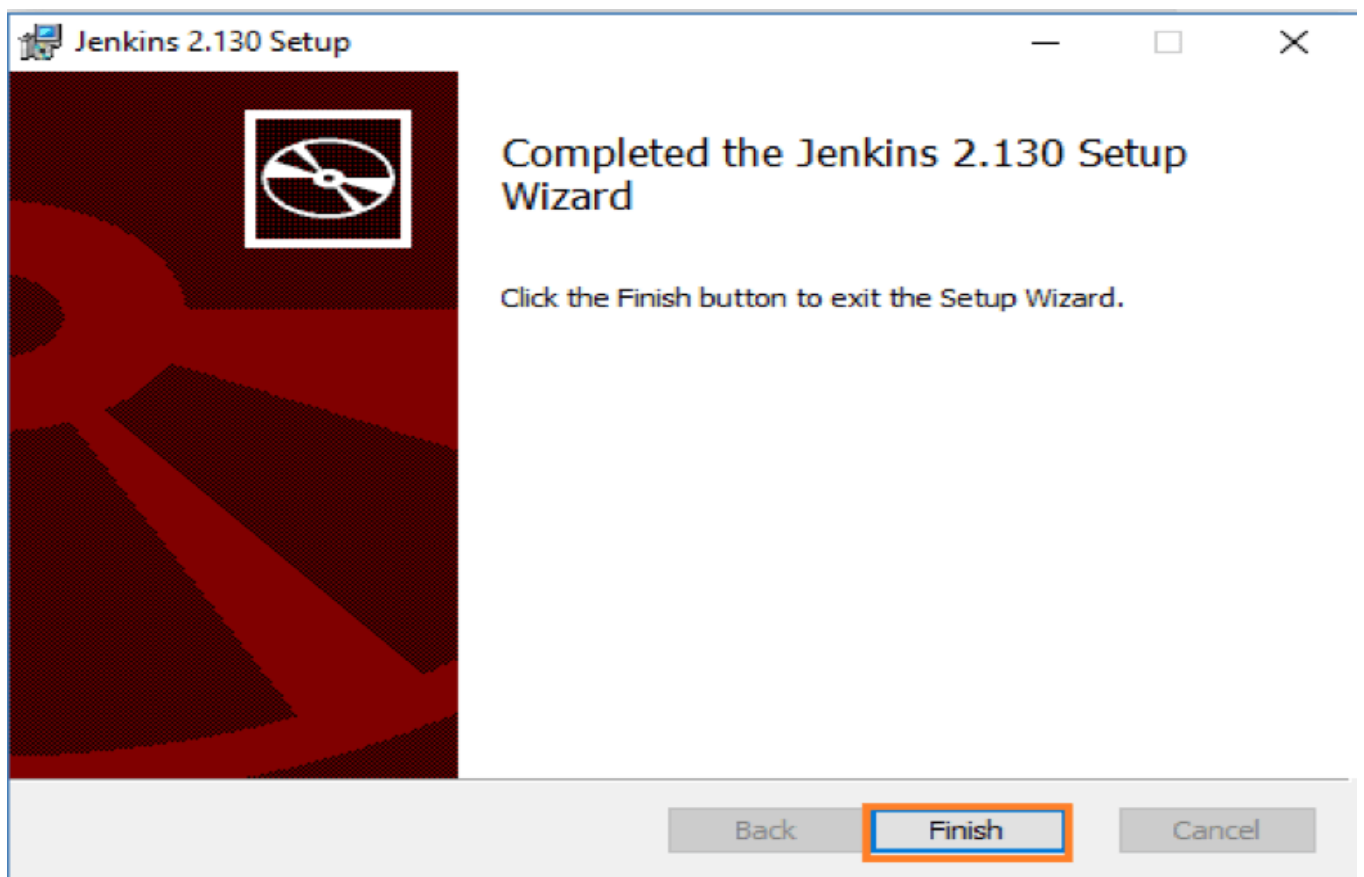 Jenkins 2.130 Setup
Completed the Jenkins 2.130 Setup
Wizard
Click the Finish button to exit the Setup Wizard.
Back
Finish
Cancel